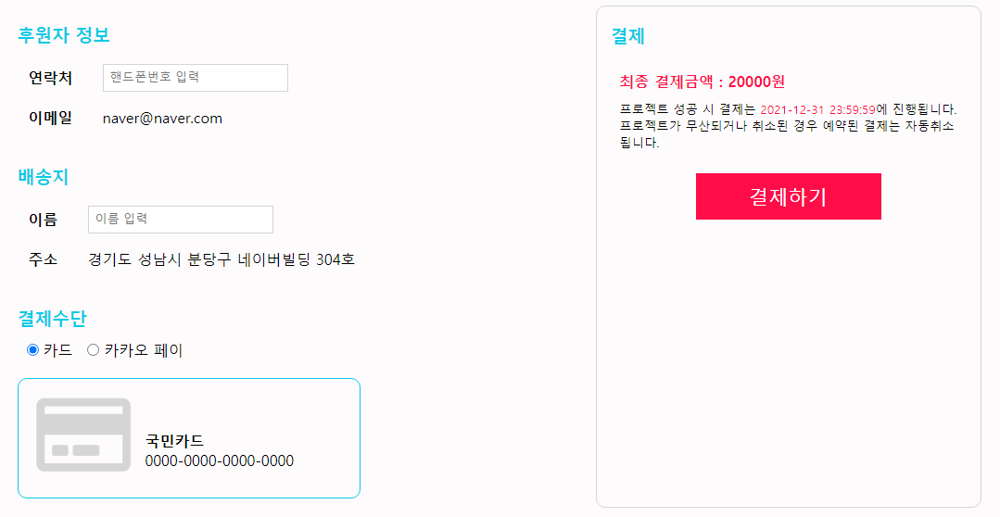 후원자 정보
연락처 핸드폰번호 입력
이메일 naver@naver.com
배송지
이름 이름 입력
주소 경기도 성남시 분당구 네이버빌딩 304호
결제수단
카드 카카오 페이
국민카드
0000-0000-0000-0000
결제
최종 결제금액 : 20000원
프로젝트 성공 시 결제는 2021-12-31 23:59:59에 진행됩니다.
프로젝트가 무산되거나 취소된 경우 예약된 결제는 자동취소
됩니다.
결제하기